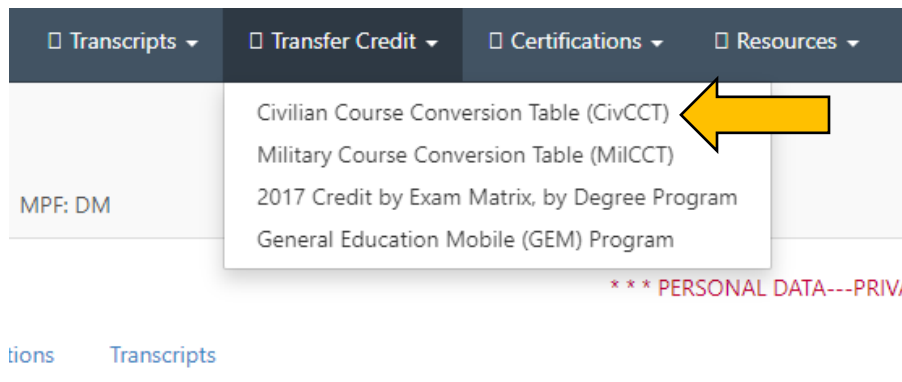 Transcripts Transfer Credit Certifications Resources
Civilian Course Conversion Table (CivCCT)
Military Course Conversion Table (MilCCT)
MPF: DM
2017 Credit by Exam Matrix, by Degree Program
General Education Mobile (GEM) Program
* * * PERSONAL DATA---PRIVA
tions Transcripts